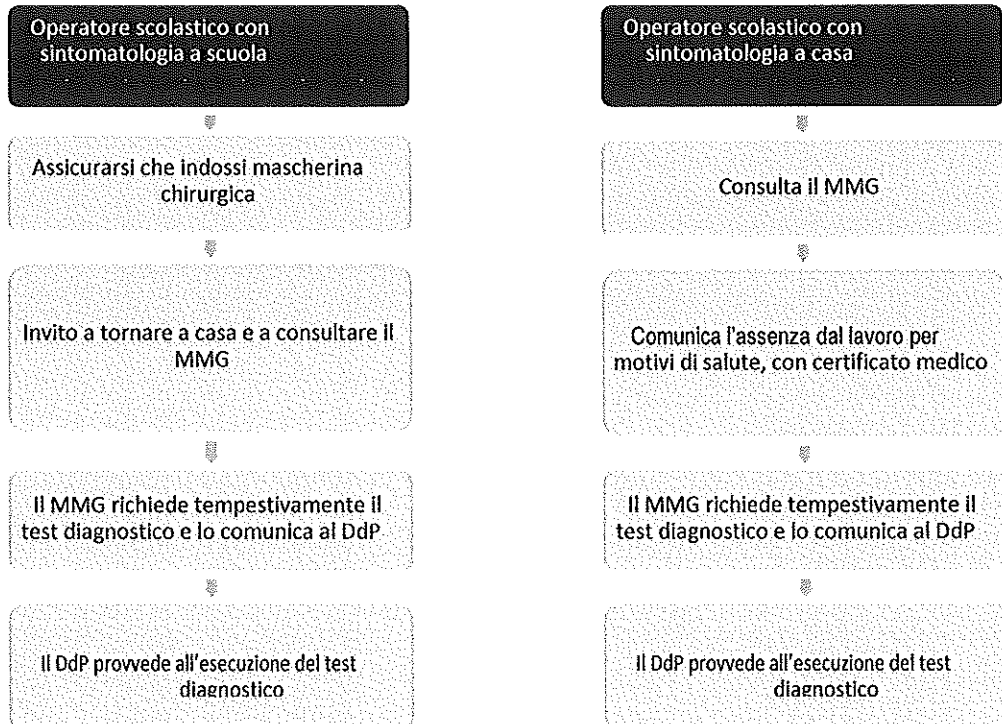 Operatore scolastico con
sintomatologia a scuola
Assicurarsi che indossi mascherina
chirurgica
Invito a tornare a casa e a consultare il
MMG
Il MMG richiede tempestivamente il
test diagnostico e lo comunica al DdP
Il DdP provvede all'esecuzione del test
diagnostico
Operatore scolastico con
sintomatologia a casa
Consulta il MMG
Comunica l'assenza dal lavoro per
motivi di salute, con certificato medico
Il MMG richiede tempestivamente il
test diagnostico e lo comunica al DdP
Il DdP provvede all'esecuzione del test
diagnostico